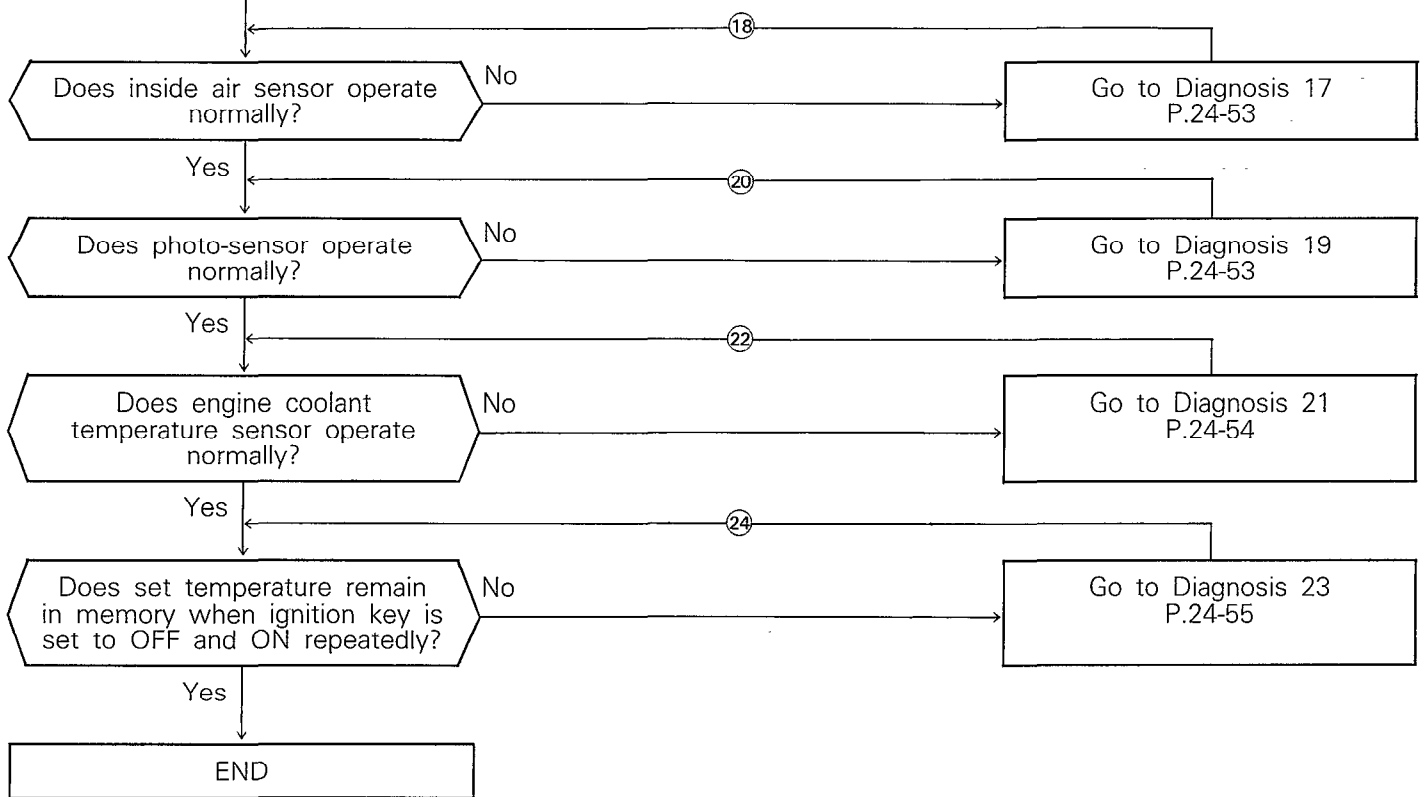 ⑱
Does inside air sensor operate
normally?
No
Go to Diagnosis 17
P.24-53
Yes
⑳
Does photo-sensor operate
normally?
No
Go to Diagnosis 19
P.24-53
Yes
㉒
Does engine coolant
temperature sensor operate
normally?
No
Go to Diagnosis 21
P.24-54
Yes
㉔
Does set temperature remain
in memory when ignition key is
set to OFF and ON repeatedly?
No
Go to Diagnosis 23
P.24-55
Yes
END